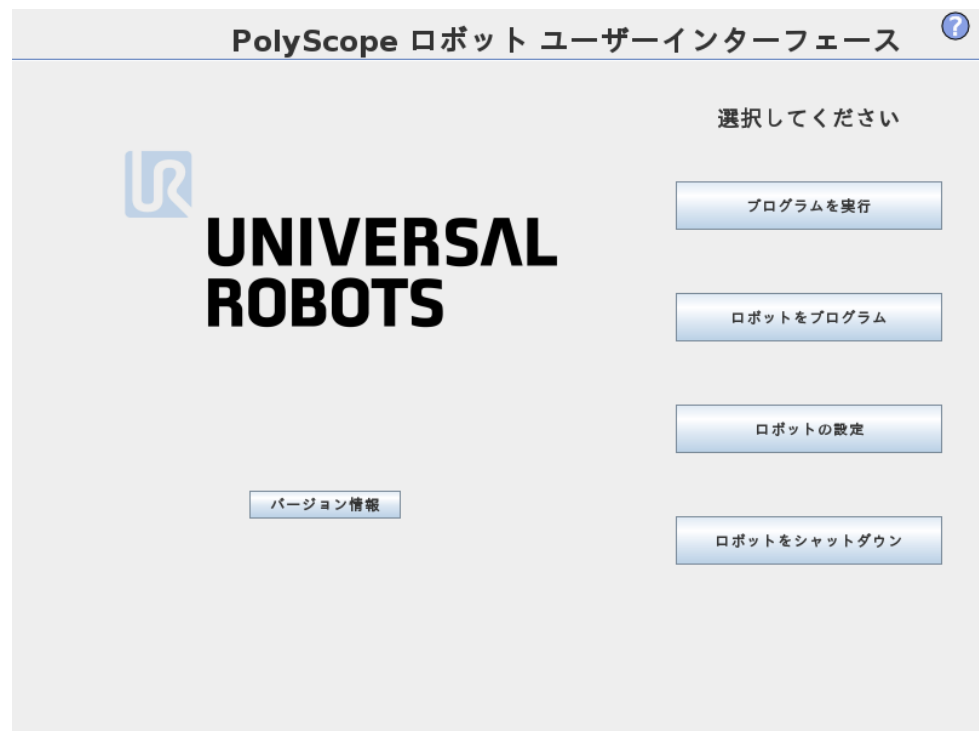 PolyScope ロボット ユーザーインターフェース
?
選択してください
UR
UNIVERSAL
ROBOTS
プログラムを実行
ロボットをプログラム
ロボットの設定
バージョン情報
ロボットをシャットダウン